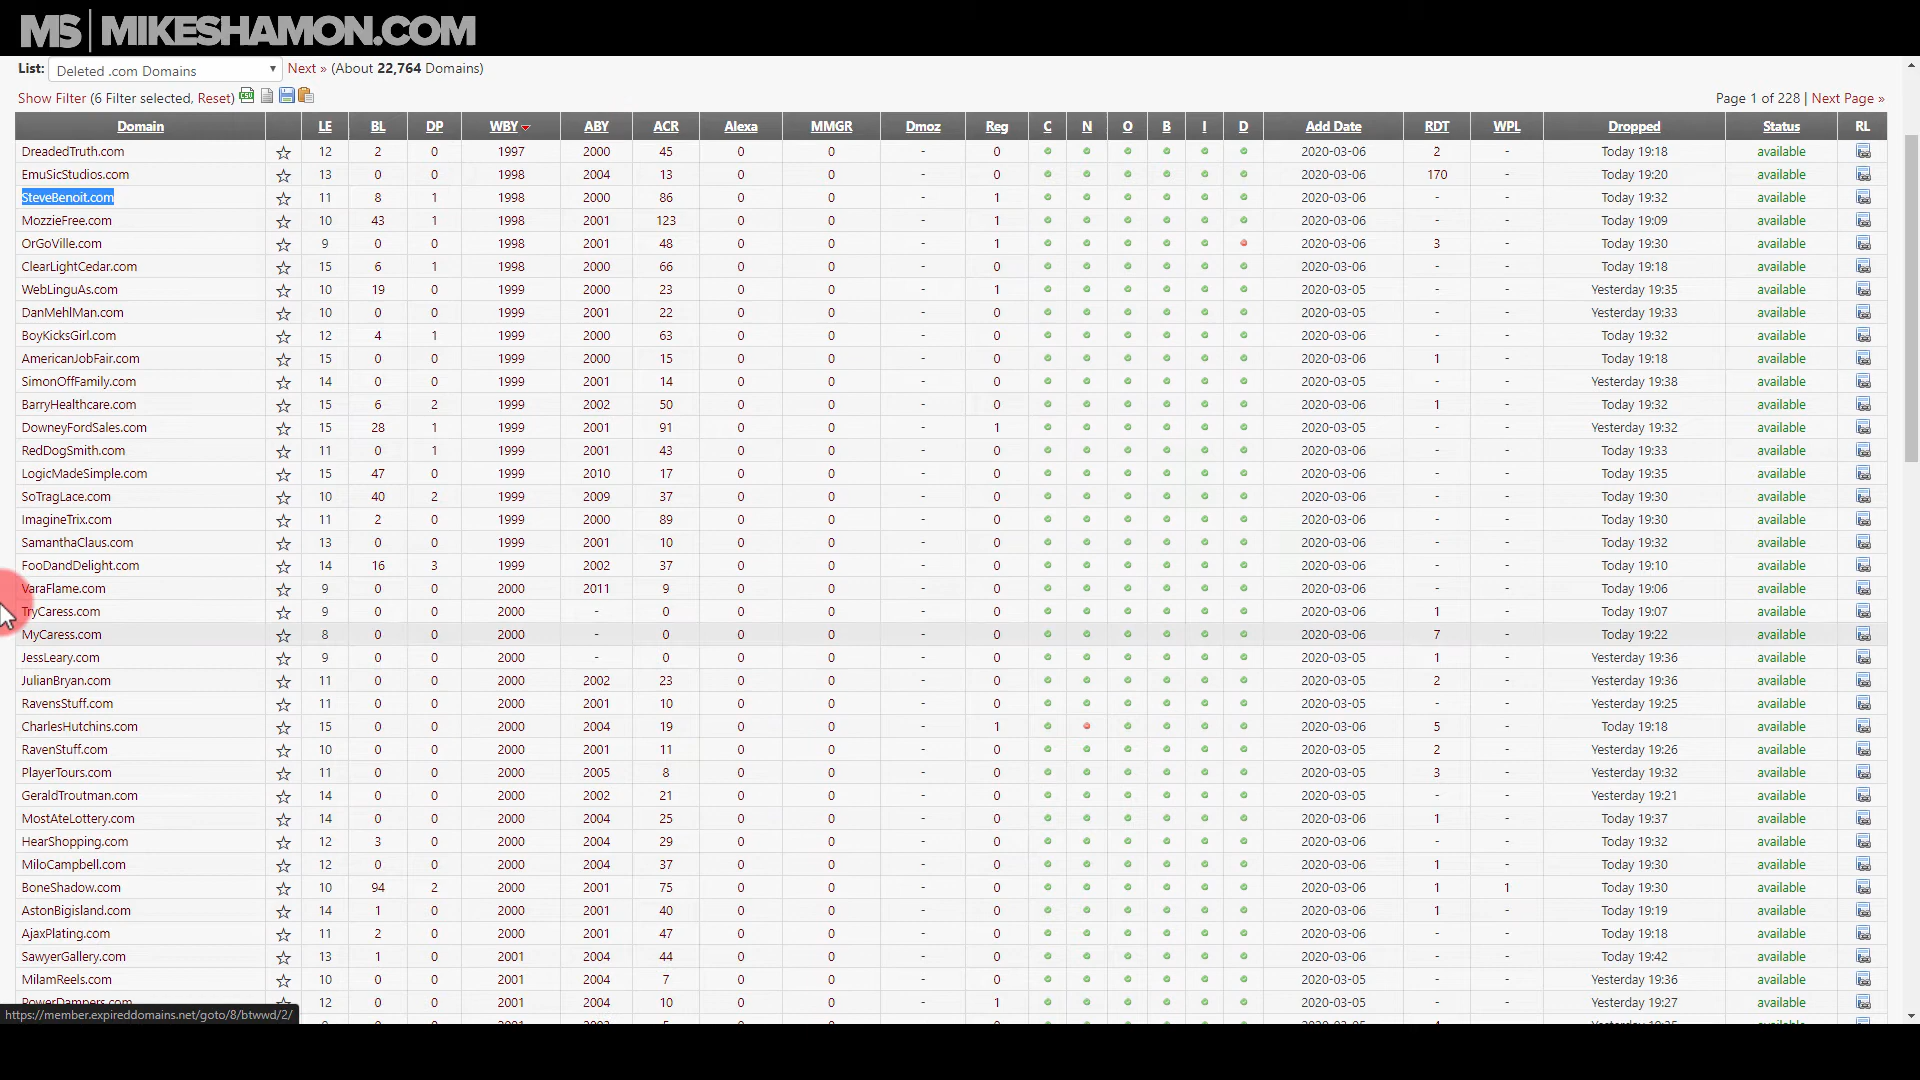 MS | MIKESHAMON.COM
List: Deleted .com Domains Next » (About 22,764 Domains)
Show Filter (6 Filter selected, Reset) Page 1 of 228 | Next Page »
Domain LE BL DP WBY ABY ACR Alexa MMGR Dmoz Reg C N O B I D Add Date RDT WPL Dropped Status RL
DreadedTruth.com 12 2 0 1997 2000 45 0 0 - 0 2020-03-06 2 - Today 19:18 available
EmuSicStudios.com 13 0 0 1998 2004 13 0 0 - 0 2020-03-06 170 - Today 19:20 available
SteveBenoit.com 11 8 1 1998 2000 86 0 0 - 1 2020-03-06 - - Today 19:32 available
MozzieFree.com 10 43 1 1998 2001 123 0 0 - 1 2020-03-06 - - Today 19:09 available
OrGoVille.com 9 0 0 1998 2001 48 0 0 - 1 2020-03-06 3 - Today 19:30 available
ClearLightCedar.com 15 6 1 1998 2000 66 0 0 - 0 2020-03-06 - - Today 19:18 available
WebLinguAs.com 10 19 0 1999 2000 23 0 0 - 1 2020-03-05 - - Yesterday 19:35 available
DanMehlMan.com 10 0 0 1999 2001 22 0 0 - 0 2020-03-05 - - Yesterday 19:33 available
BoyKicksGirl.com 12 4 1 1999 2000 63 0 0 - 0 2020-03-06 - - Today 19:32 available
AmericanJobFair.com 15 0 0 1999 2000 15 0 0 - 0 2020-03-06 1 - Today 19:18 available
SimonOffFamily.com 14 0 0 1999 2001 14 0 0 - 0 2020-03-05 - - Yesterday 19:38 available
BarryHealthcare.com 15 6 2 1999 2002 50 0 0 - 0 2020-03-06 1 - Today 19:32 available
DowneyFordSales.com 15 28 1 1999 2001 91 0 0 - 1 2020-03-05 - - Yesterday 19:32 available
RedDogSmith.com 11 0 1 1999 2001 43 0 0 - 0 2020-03-06 - - Today 19:33 available
LogicMadeSimple.com 15 47 0 1999 2010 17 0 0 - 0 2020-03-06 - - Today 19:35 available
SoTragLace.com 10 40 2 1999 2009 37 0 0 - 0 2020-03-06 - - Today 19:30 available
ImagineTrix.com 11 2 0 1999 2000 89 0 0 - 0 2020-03-06 - - Today 19:30 available
SamanthaClaus.com 13 0 0 1999 2001 10 0 0 - 0 2020-03-06 - - Today 19:32 available
FooDandDelight.com 14 16 3 1999 2002 37 0 0 - 0 2020-03-06 - - Today 19:10 available
VaraFlame.com 9 0 0 2000 2011 9 0 0 - 0 2020-03-06 - - Today 19:06 available
TryCaress.com 9 0 0 2000 - 0 0 0 - 0 2020-03-06 1 - Today 19:07 available
MyCaress.com 8 0 0 2000 - 0 0 0 - 0 2020-03-06 7 - Today 19:22 available
JessLeary.com 9 0 0 2000 - 0 0 0 - 0 2020-03-05 1 - Yesterday 19:36 available
JulianBryan.com 11 0 0 2000 2002 23 0 0 - 0 2020-03-05 2 - Yesterday 19:36 available
RavensStuff.com 11 0 0 2000 2001 10 0 0 - 0 2020-03-05 - - Yesterday 19:25 available
CharlesHutchins.com 15 0 0 2000 2004 19 0 0 - 1 2020-03-06 5 - Today 19:18 available
RavenStuff.com 10 0 0 2000 2001 11 0 0 - 0 2020-03-05 2 - Yesterday 19:26 available
PlayerTours.com 11 0 0 2000 2005 8 0 0 - 0 2020-03-05 3 - Yesterday 19:32 available
GeraldTroutman.com 14 0 0 2000 2002 21 0 0 - 0 2020-03-05 - - Yesterday 19:21 available
MostAteLottery.com 14 0 0 2000 2004 25 0 0 - 0 2020-03-06 1 - Today 19:37 available
HearShopping.com 12 3 0 2000 2004 29 0 0 - 0 2020-03-06 - - Today 19:32 available
MiloCampbell.com 12 0 0 2000 2004 37 0 0 - 0 2020-03-06 1 - Today 19:30 available
BoneShadow.com 10 94 2 2000 2001 75 0 0 - 0 2020-03-06 1 1 Today 19:30 available
AstonBigisland.com 14 1 0 2000 2001 40 0 0 - 0 2020-03-06 1 - Today 19:19 available
AjaxPlating.com 11 2 0 2000 2001 47 0 0 - 0 2020-03-06 - - Today 19:18 available
SawyerGallery.com 13 1 0 2001 2004 44 0 0 - 0 2020-03-06 - - Today 19:42 available
MilamReels.com 10 0 0 2001 2004 7 0 0 - 0 2020-03-05 - - Yesterday 19:36 available
PowerDampers.com 12 0 0 2001 2004 10 0 0 - 1 2020-03-05 - - Yesterday 19:27 available
https://member.expireddomains.net/goto/8/btwwd/2/